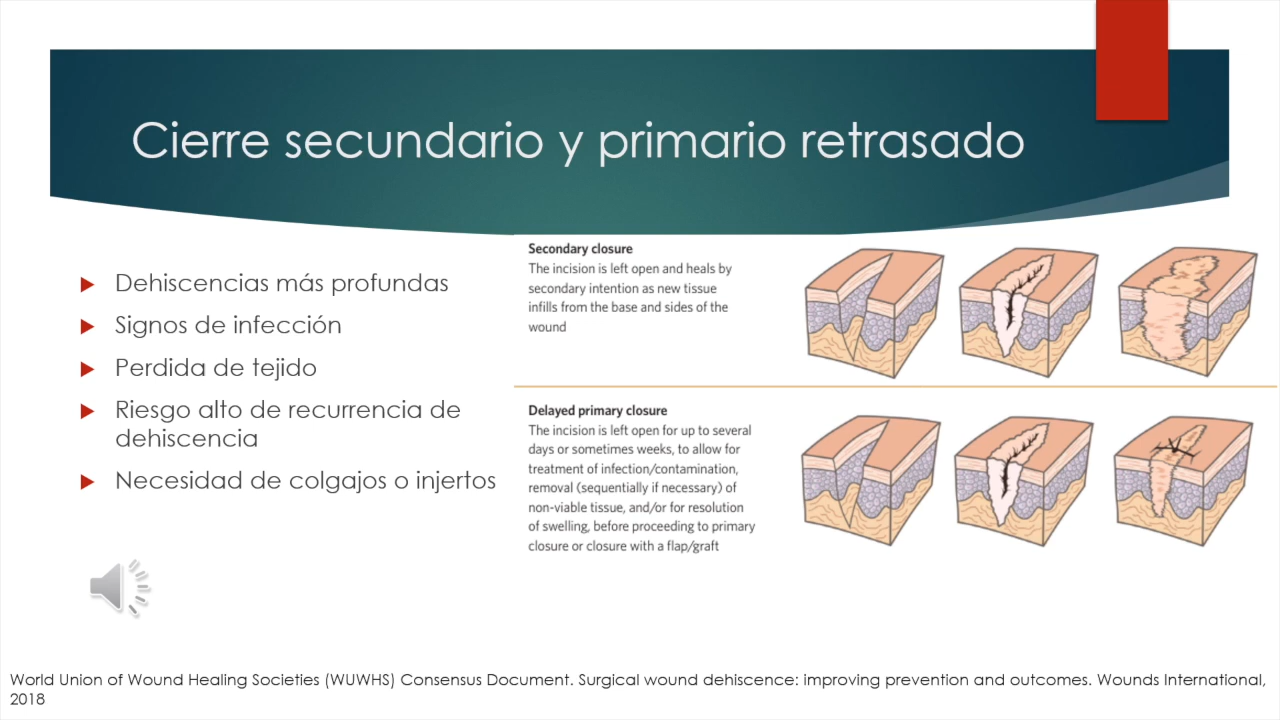 Cierre secundario y primario retrasado
Dehiscencias más profundas
Signos de infección
Perdida de tejido
Riesgo alto de recurrencia de
dehiscencia
Necesidad de colgajos o injertos
Secondary closure
The incision is left open and heals by
secondary intention as new tissue
infills from the base and sides of the
wound
Delayed primary closure
The incision is left open for up to several
days or sometimes weeks, to allow for
treatment of infection/contamination,
removal (sequentially if necessary) of
non-viable tissue, and/or for resolution
of swelling, before proceeding to primary
closure or closure with a flap/graft
World Union of Wound Healing Societies (WUWHS) Consensus Document. Surgical wound dehiscence: improving prevention and outcomes. Wounds International,
2018